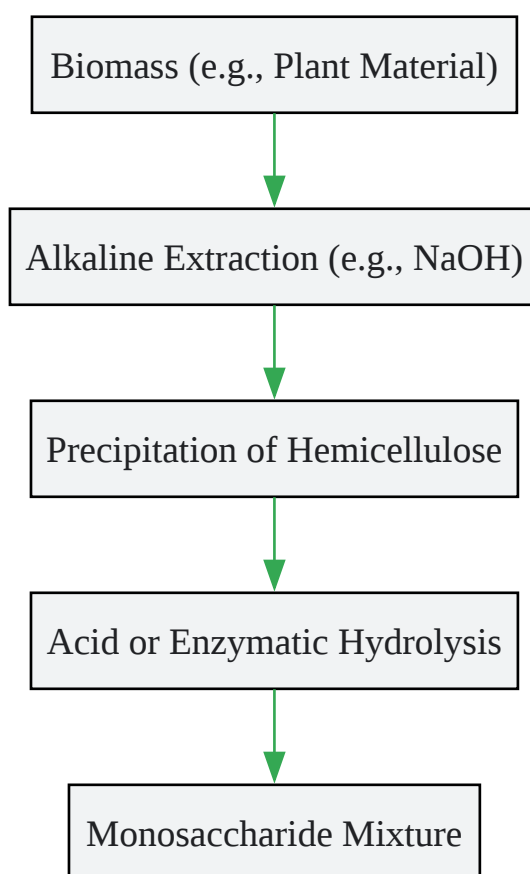 Biomass (e.g., Plant Material)
Alkaline Extraction (e.g., NaOH)
Precipitation of Hemicellulose
Acid or Enzymatic Hydrolysis
Monosaccharide Mixture